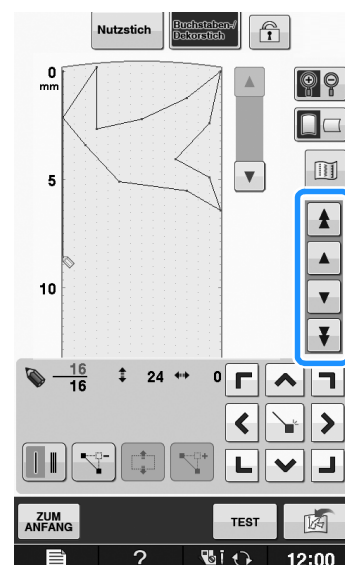 Nutzstich
Buchstaben-/
Dekorstich
0
mm
5
10
16
16
24
0
ZUM
ANFANG
TEST
?
12:00